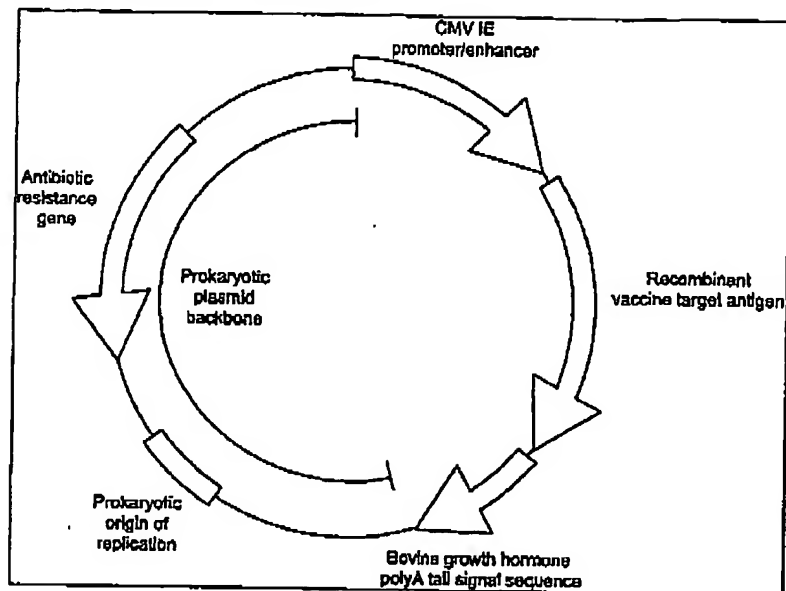 CMV IE
promoter/enhancer
Antibiotic
resistance
gene
Prokaryotic
plasmid
backbone
Recombinant
vaccine target antigen
Prokaryotic
origin of
replication
Bovine growth hormone
polyA tail signal sequence